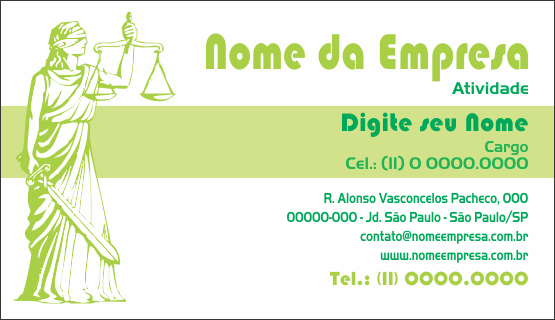 Nome da Empresa
Atividade
Digite seu Nome
Cargo
Cel.: (11) 0 0000.0000
R. Alonso Vasconcelos Pacheco, 000
00000-000 - Jd. São Paulo - São Paulo/SP
contato@nomeempresa.com.br
www.nomeempresa.com.br
Tel.: (11) 0000.0000